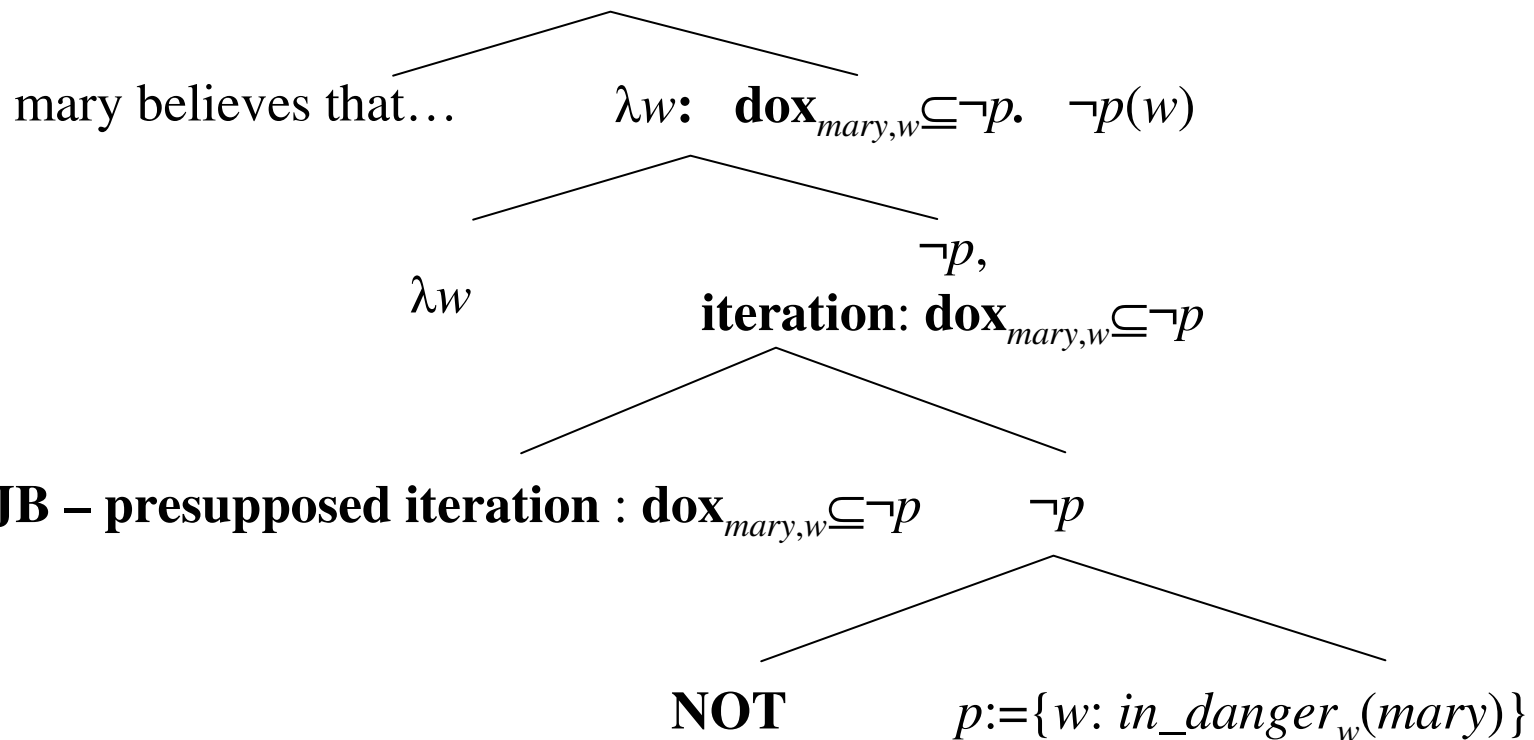 mary believes that… λw: dox_mary,w⊆¬p. ¬p(w)
¬p,
λw
iteration: dox_mary,w⊆¬p
JB – presupposed iteration : dox_mary,w⊆¬p ¬p
NOT p:={w: in_danger_w(mary)}